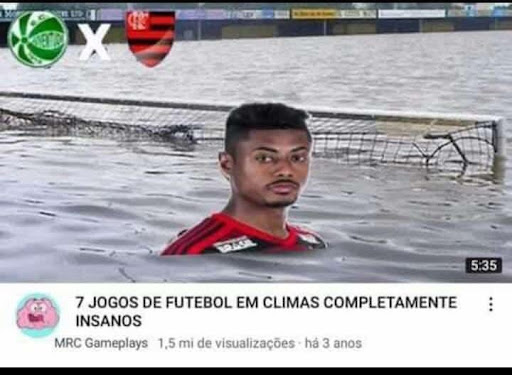 X
CRF
5:35
7 JOGOS DE FUTEBOL EM CLIMAS COMPLETAMENTE
INSANOS
MRC Gameplays 1,5 mi de visualizações · há 3 anos